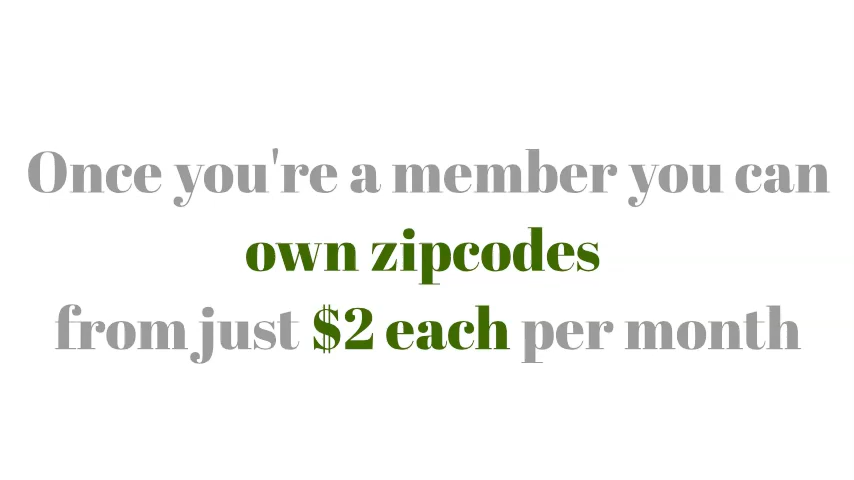 Once you're a member you can
own zipcodes
from just $2 each per month